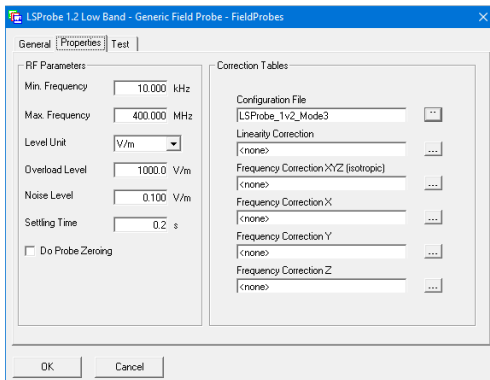 LSProbe 1.2 Low Band - Generic Field Probe - FieldProbes
General Properties Test
RF Parameters
Min. Frequency 10.000 kHz
Max. Frequency 400.000 MHz
Level Unit V/m
Overload Level 1000.0 V/m
Noise Level 0.100 V/m
Settling Time 0.2 s
Do Probe Zeroing
Correction Tables
Configuration File
LSProbe_1v2_Mode3
...
Linearity Correction
<none> ...
Frequency Correction XYZ (isotropic)
<none> ...
Frequency Correction X
<none> ...
Frequency Correction Y
<none> ...
Frequency Correction Z
<none> ...
OK Cancel